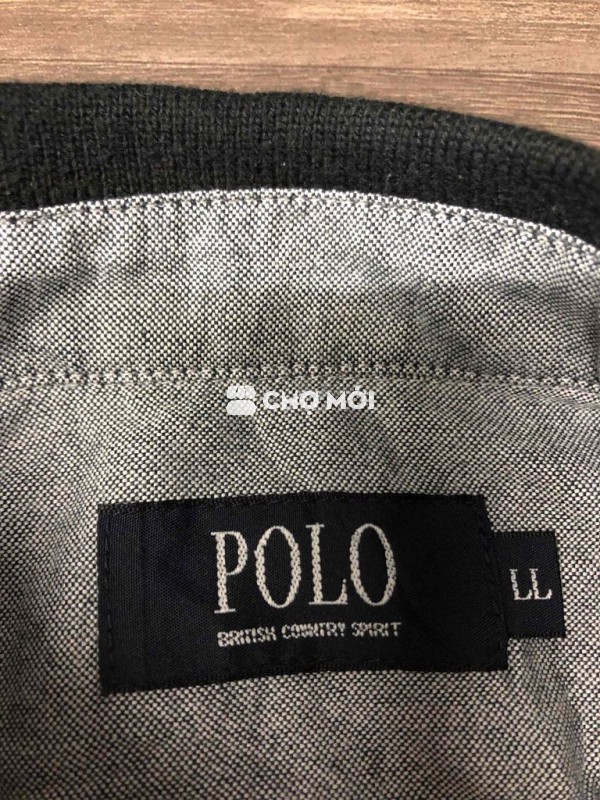 CHỢ MỚI
POLO
BRITISH COUNTRY SPIRIT
LL